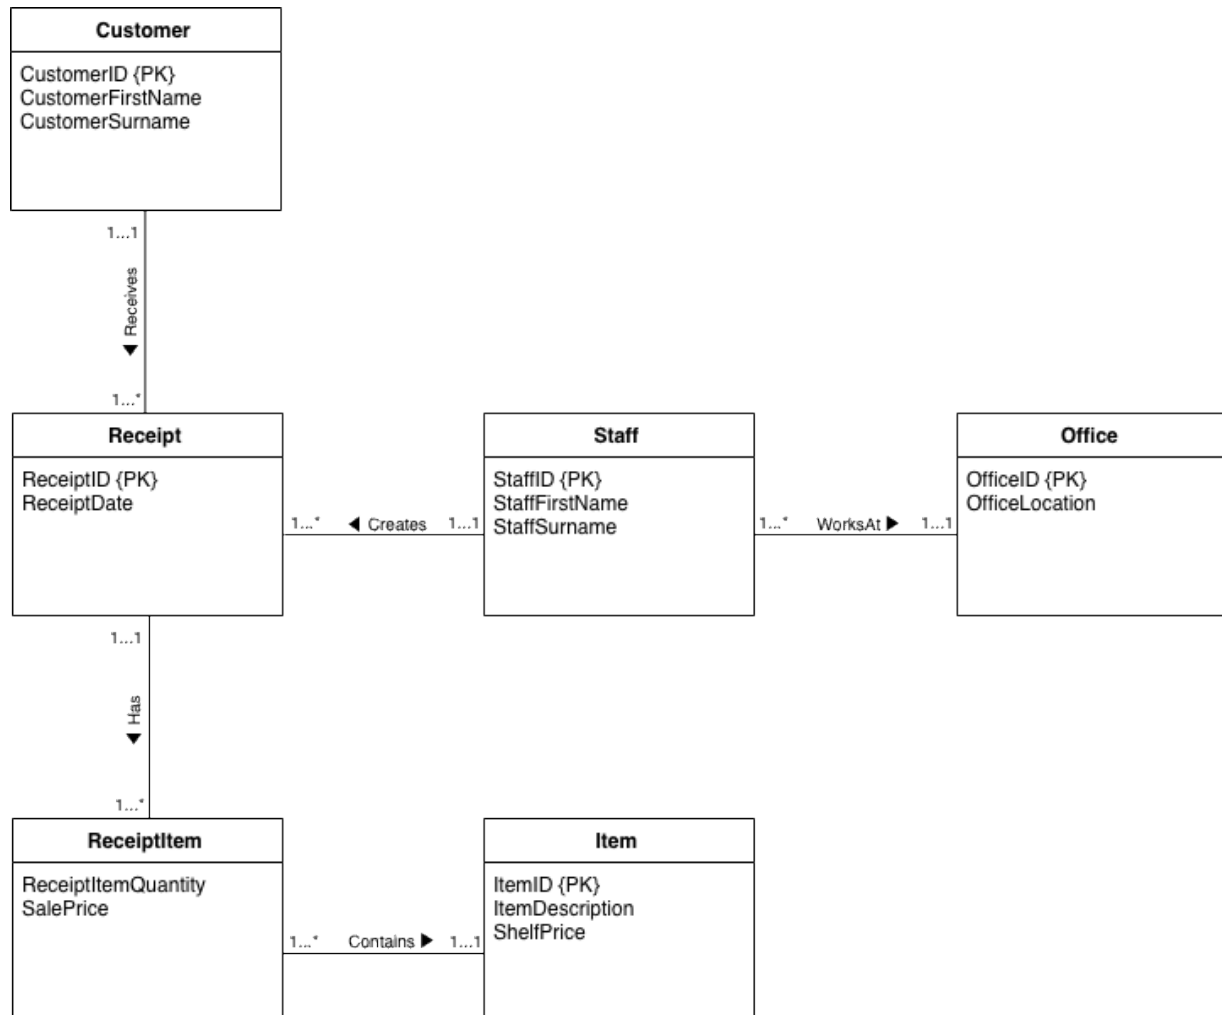 Customer
CustomerID {PK}
CustomerFirstName
CustomerSurname
1...1
Receives
1...*
Receipt
ReceiptID {PK}
ReceiptDate
1...*
Creates
1...1
Staff
StaffID {PK}
StaffFirstName
StaffSurname
1...*
WorksAt
1...1
Office
OfficeID {PK}
OfficeLocation
1...1
Has
1...*
ReceiptItem
ReceiptItemQuantity
SalePrice
1...*
Contains
1...1
Item
ItemID {PK}
ItemDescription
ShelfPrice